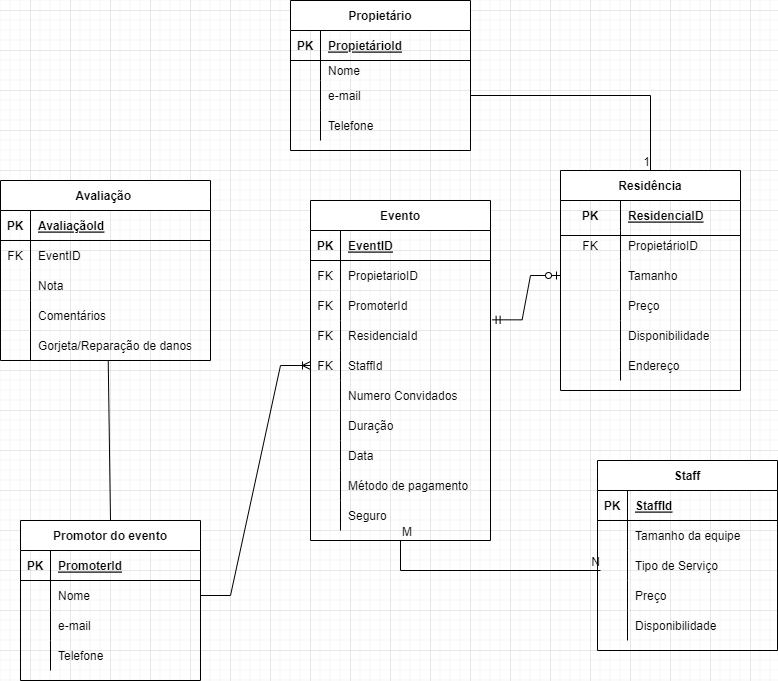 Propietário
PK PropietárioId
Nome
e-mail
Telefone
1
Residência
PK ResidenciaID
FK PropietárioID
Tamanho
Preço
Disponibilidade
Endereço
Avaliação
PK AvaliaçãoId
FK EventID
Nota
Comentários
Gorjeta/Reparação de danos
Evento
PK EventID
FK PropietarioID
FK PromoterId
FK ResidenciaId
FK StaffId
Numero Convidados
Duração
Data
Método de pagamento
Seguro
M
N
Staff
PK StaffId
Tamanho da equipe
Tipo de Serviço
Preço
Disponibilidade
Promotor do evento
PK PromoterId
Nome
e-mail
Telefone